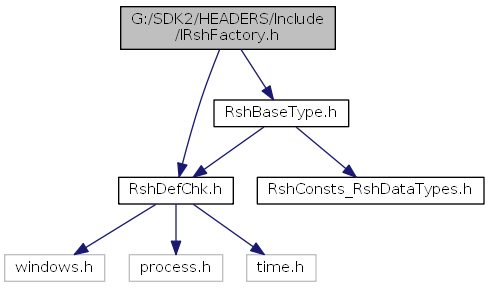 G:/SDK2/HEADERS/Include
/IRshFactory.h
RshBaseType.h
RshDefChk.h
RshConsts_RshDataTypes.h
windows.h
process.h
time.h